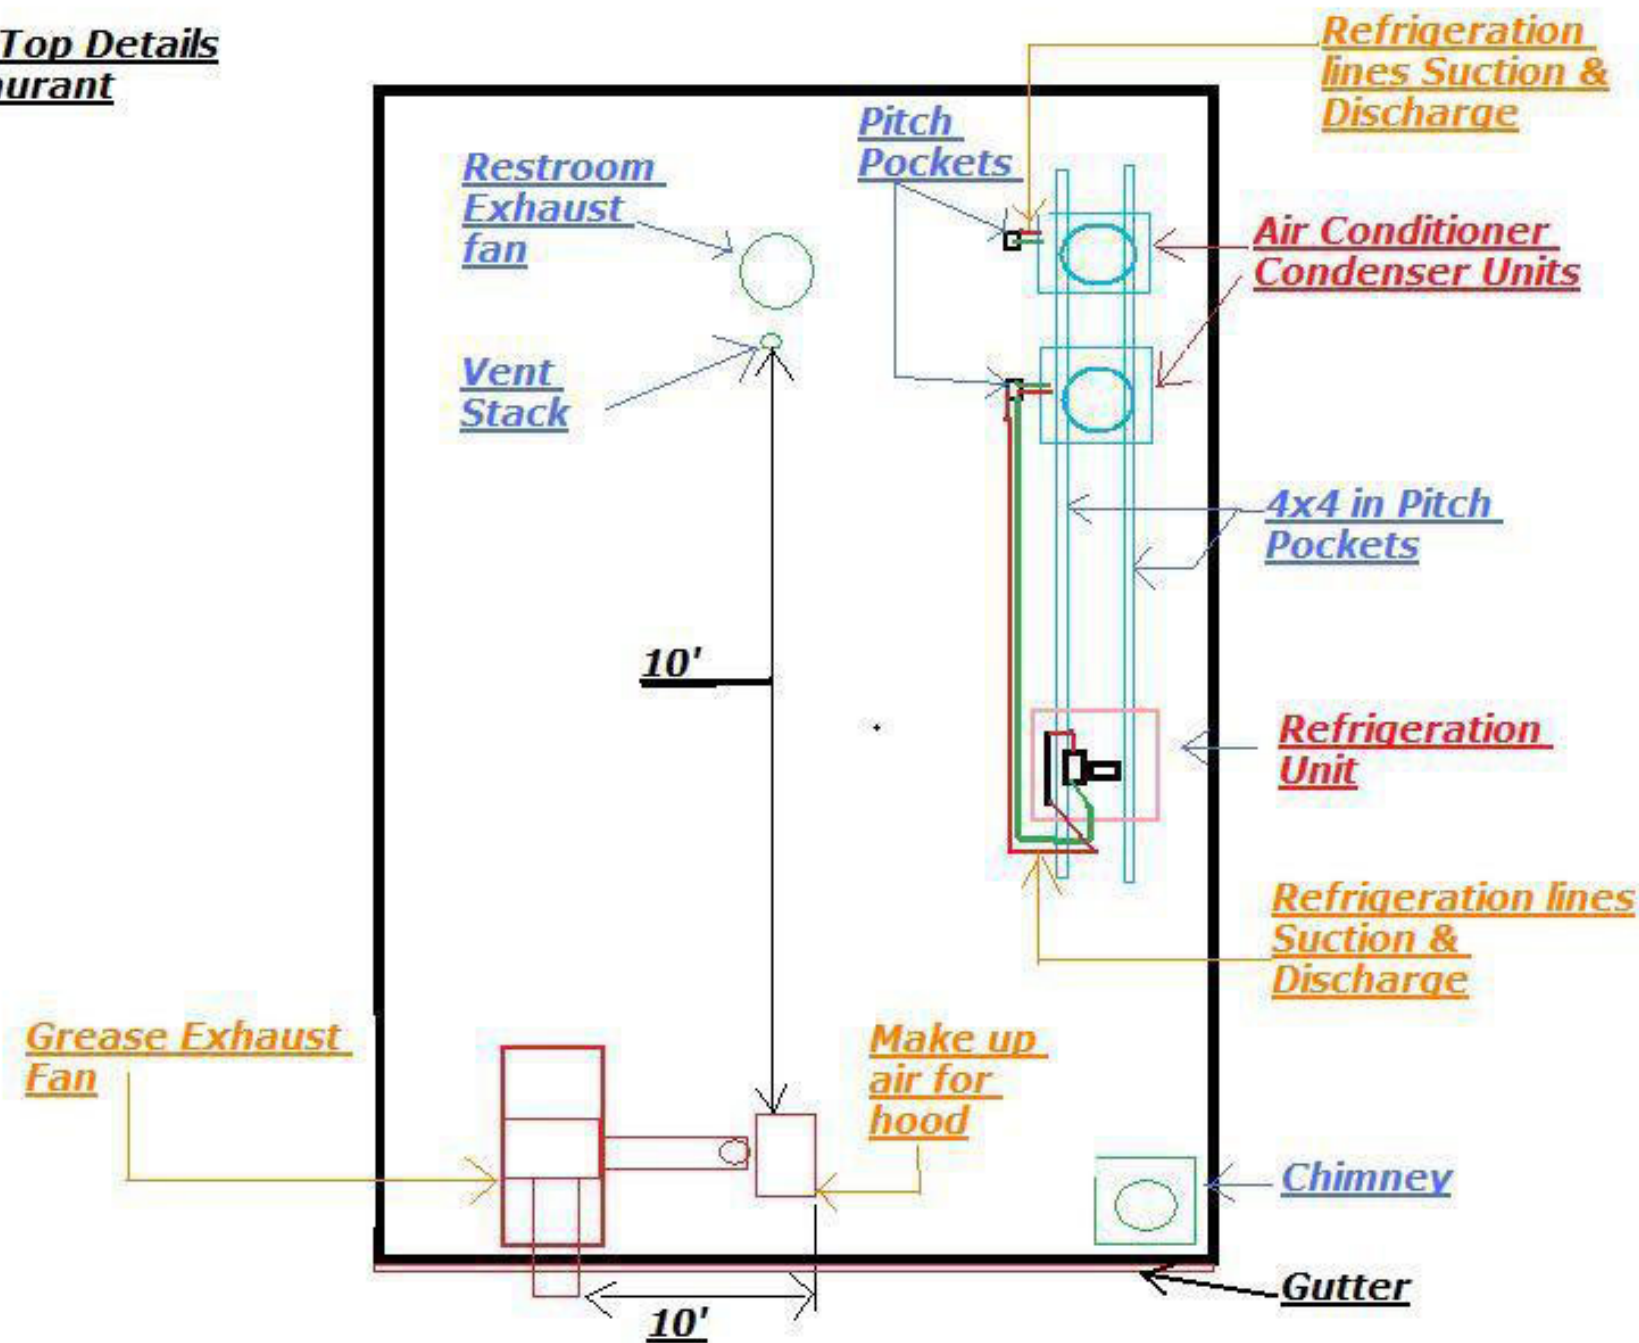 Top Details
aurant
Refrigeration
lines Suction &
Discharge
Pitch
Pockets
Restroom
Exhaust
fan
Air Conditioner
Condenser Units
Vent
Stack
4x4 in Pitch
Pockets
10'
Refrigeration
Unit
Refrigeration lines
Suction &
Discharge
Grease Exhaust
Fan
Make up
air for
hood
Chimney
Gutter
10'